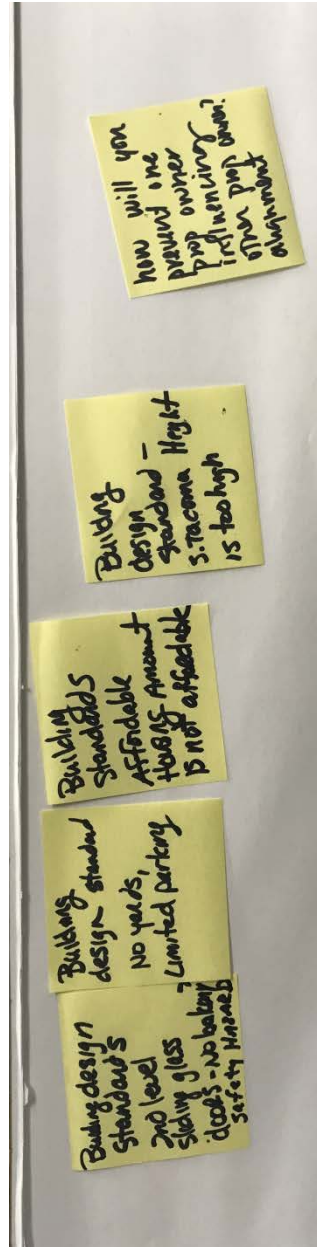 Building design
Standards
2nd level
Sliding glass
doors - No balcony
Safety Hazard
Building
design standard
No yards,
Limited parking
Building
Standards
Affordable
Housing Amount
IS not affordable
Building
design
Standard -
S. Tacoma Height
IS too high
how will you
prevent one
prop owner
influencing
other prop owner?
alignment